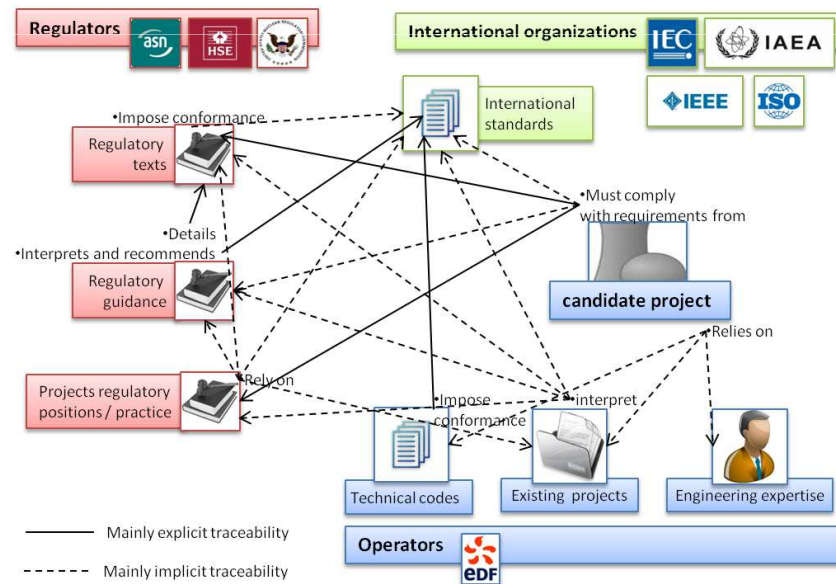 Regulators
asn
HSE
International organizations
IEC
IAEA
IEEE
ISO
•Impose conformance
Regulatory
texts
International
standards
•Must comply
with requirements from
•Details
•Interprets and recommends
Regulatory
guidance
candidate project
•Relies on
Projects regulatory
positions / practice
•Rely on
•Impose
conformance
•interpret
Technical codes
Existing projects
Engineering expertise
Mainly explicit traceability
Mainly implicit traceability
Operators
eDF